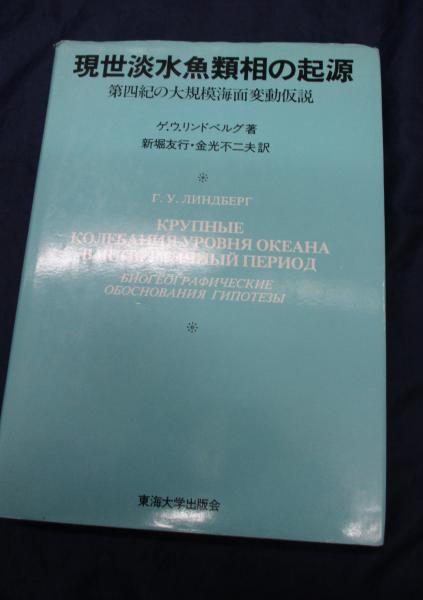 現世淡水魚類相の起源
第四紀の大規模海面変動仮説
ゲ.ウ.リンドベルグ著
新堀友行・金光不二夫訳
Г. У. ЛИНДБЕРГ
КРУПНЫЕ
КОЛЕБАНИЯ УРОВНЯ ОКЕАНА
В ЧЕТВЕРТИЧНЫЙ ПЕРИОД
БИОГЕОГРАФИЧЕСКИЕ
ОБОСНОВАНИЯ ГИПОТЕЗЫ
東海大学出版会